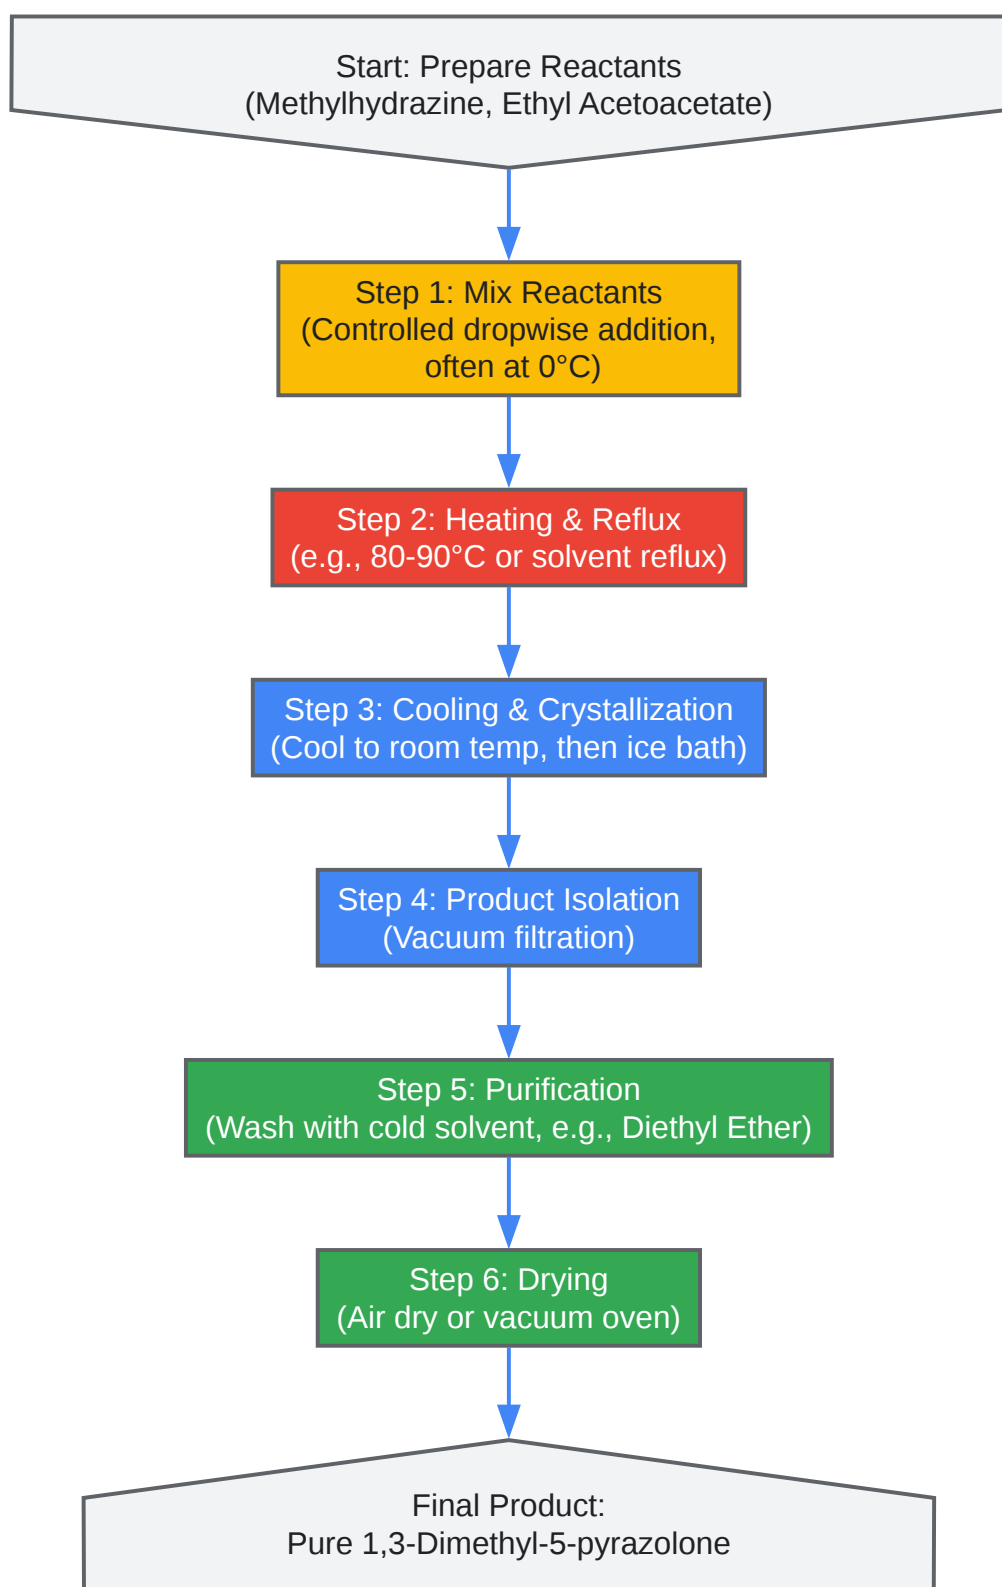 Start: Prepare Reactants
(Methylhydrazine, Ethyl Acetoacetate)
Step 1: Mix Reactants
(Controlled dropwise addition,
often at 0°C)
Step 2: Heating & Reflux
(e.g., 80-90°C or solvent reflux)
Step 3: Cooling & Crystallization
(Cool to room temp, then ice bath)
Step 4: Product Isolation
(Vacuum filtration)
Step 5: Purification
(Wash with cold solvent, e.g., Diethyl Ether)
Step 6: Drying
(Air dry or vacuum oven)
Final Product:
Pure 1,3-Dimethyl-5-pyrazolone